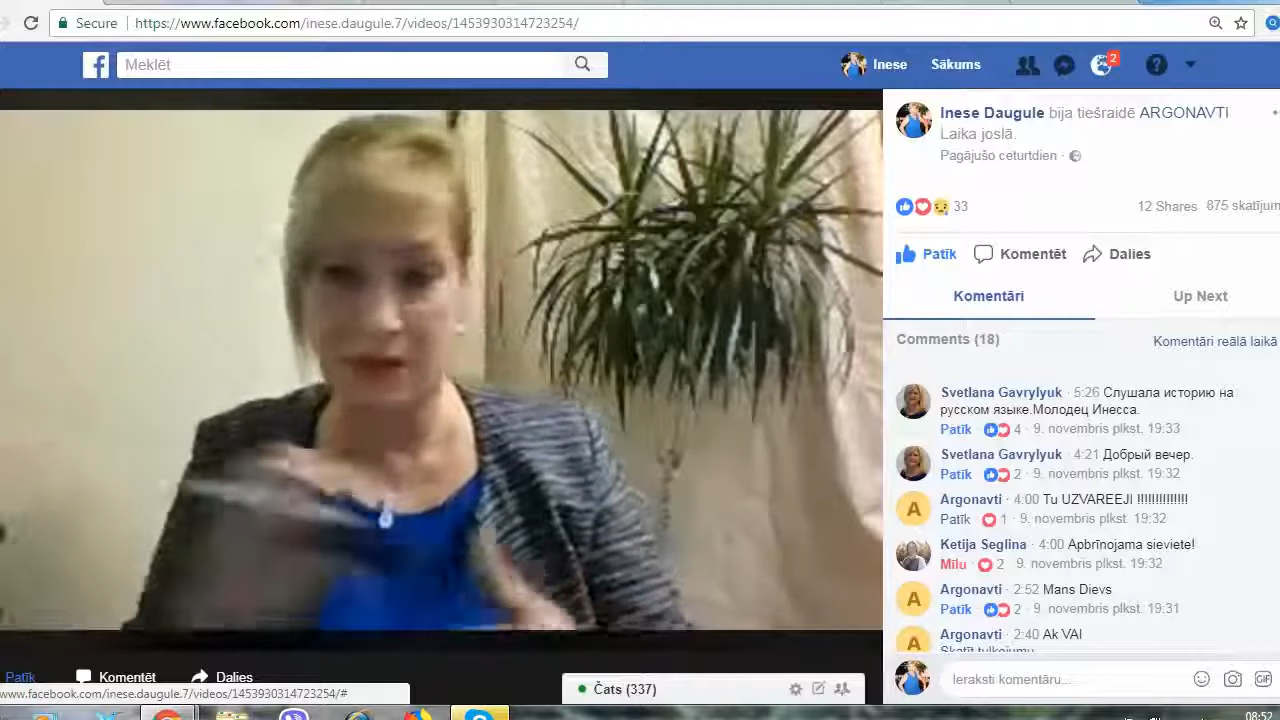 Secure
https://www.facebook.com/inese.daugule.7/videos/1453930314723254/
Meklēt
Inese
Sākums
2
Inese Daugule bija tiešraidē ARGONAVTI
Laika joslā.
Pagājušo ceturtdien ·
33
12 Shares 875 skatījum
Patīk
Komentēt
Dalies
Komentāri
Up Next
Comments (18)
Komentāri reālā laikā
Svetlana Gavrylyuk · 5:26 Слушала историю на
русском языке.Молодец Инесса.
Patīk · 4 · 9. novembris plkst. 19:33
Svetlana Gavrylyuk · 4:21 Добрый вечер.
Patīk · 2 · 9. novembris plkst. 19:32
A
Argonavti · 4:00 Tu UZVAREEJI !!!!!!!!!!!!!!
Patīk · 1 · 9. novembris plkst. 19:32
Ketija Seglina · 4:00 Apbrīnojama sieviete!
Mīlu · 2 · 9. novembris plkst. 19:32
A
Argonavti · 2:52 Mans Dievs
Patīk · 2 · 9. novembris plkst. 19:31
A
Argonavti · 2:40 Ak VAI
Skatīt tulkojumu
Ieraksti komentāru...
GIF
Patīk
Komentēt
Dalies
www.facebook.com/inese.daugule.7/videos/1453930314723254/#
Čats (337)
08:52